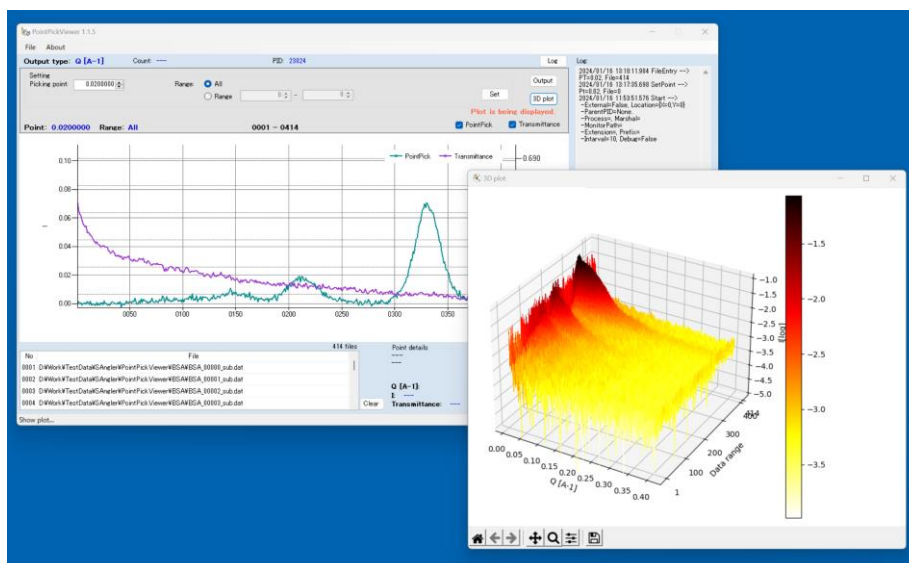 PointPickViewer 1.1.5
File About
Output type: Q [A-1] Count: ---- PID: 23824 Log
Setting
Picking point: 0.0200000 Range: All Output
Range 0 - 0 Set 3D plot
Plot is being displayed.
Point: 0.0200000 Range: All 0001 - 0414 PointPick Transmittance
Log:
2024/01/16 13:18:11.984 FileEntry -->
PT=0.02, File=414
2024/01/16 13:17:35.698 SetPoint -->
Pt=0.02, File=0
2024/01/16 11:53:51.576 Start -->
-External=False, Location={X=0,Y=0}
-ParentPID=None.
-Process=, Marshal=
-MonitorPath=
-Extension=, Prefix=
-Interval=10, Debug=False
PointPick Transmittance
0.10
0.08
0.06
0.04
0.02
0.00
I
0.690
0050 0100 0150 0200 0250 0300 0350
414 files
No File
0001 D:¥Work¥TestData¥SAngler¥PointPickViewer¥BSA¥BSA_00000_sub.dat
0002 D:¥Work¥TestData¥SAngler¥PointPickViewer¥BSA¥BSA_00001_sub.dat
0003 D:¥Work¥TestData¥SAngler¥PointPickViewer¥BSA¥BSA_00002_sub.dat
0004 D:¥Work¥TestData¥SAngler¥PointPickViewer¥BSA¥BSA_00003_sub.dat
Clear
Point details
----
----
Q [A-1]:
I: ----
Transmittance: ----
Show plot...
3D plot
-1.0
-1.5
-2.0
-2.5
-3.0
-3.5
-4.0
-4.5
-5.0
I[log]
0.00 0.05 0.10 0.15 0.20 0.25 0.30 0.35 0.40
Q [A-1]
1 100 200 300 400 414
Data range
-1.5
-2.0
-2.5
-3.0
-3.5